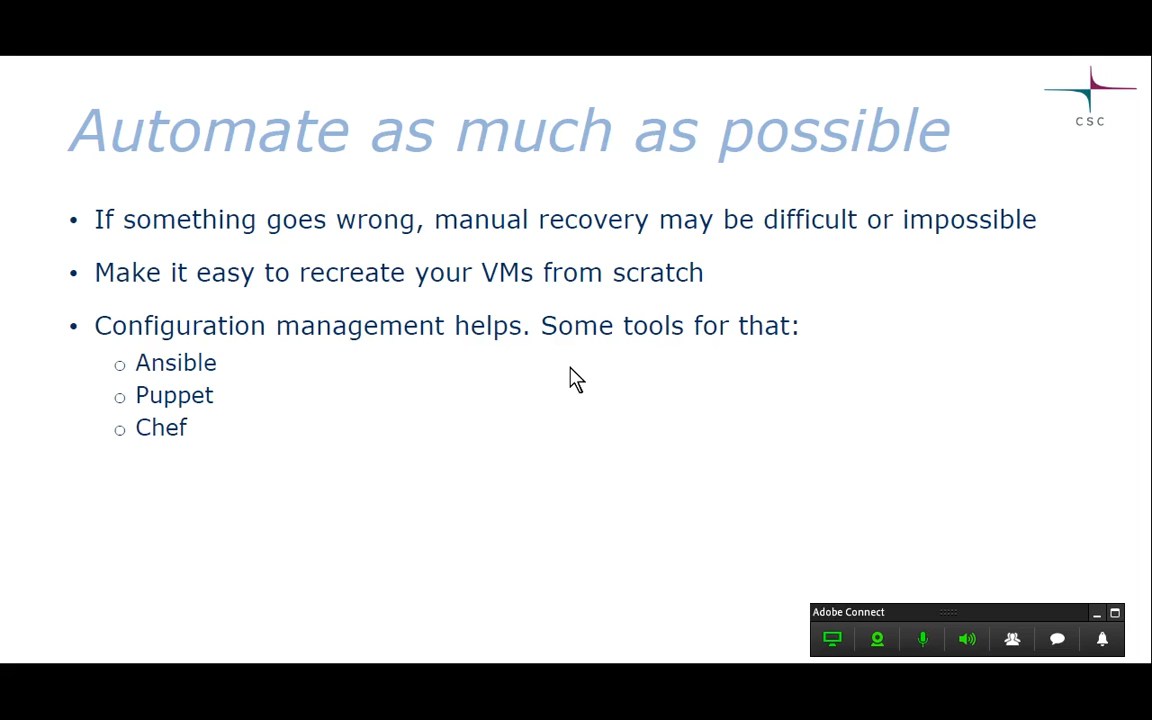 CSC
Automate as much as possible
• If something goes wrong, manual recovery may be difficult or impossible
• Make it easy to recreate your VMs from scratch
• Configuration management helps. Some tools for that:
○ Ansible
○ Puppet
○ Chef
Adobe Connect